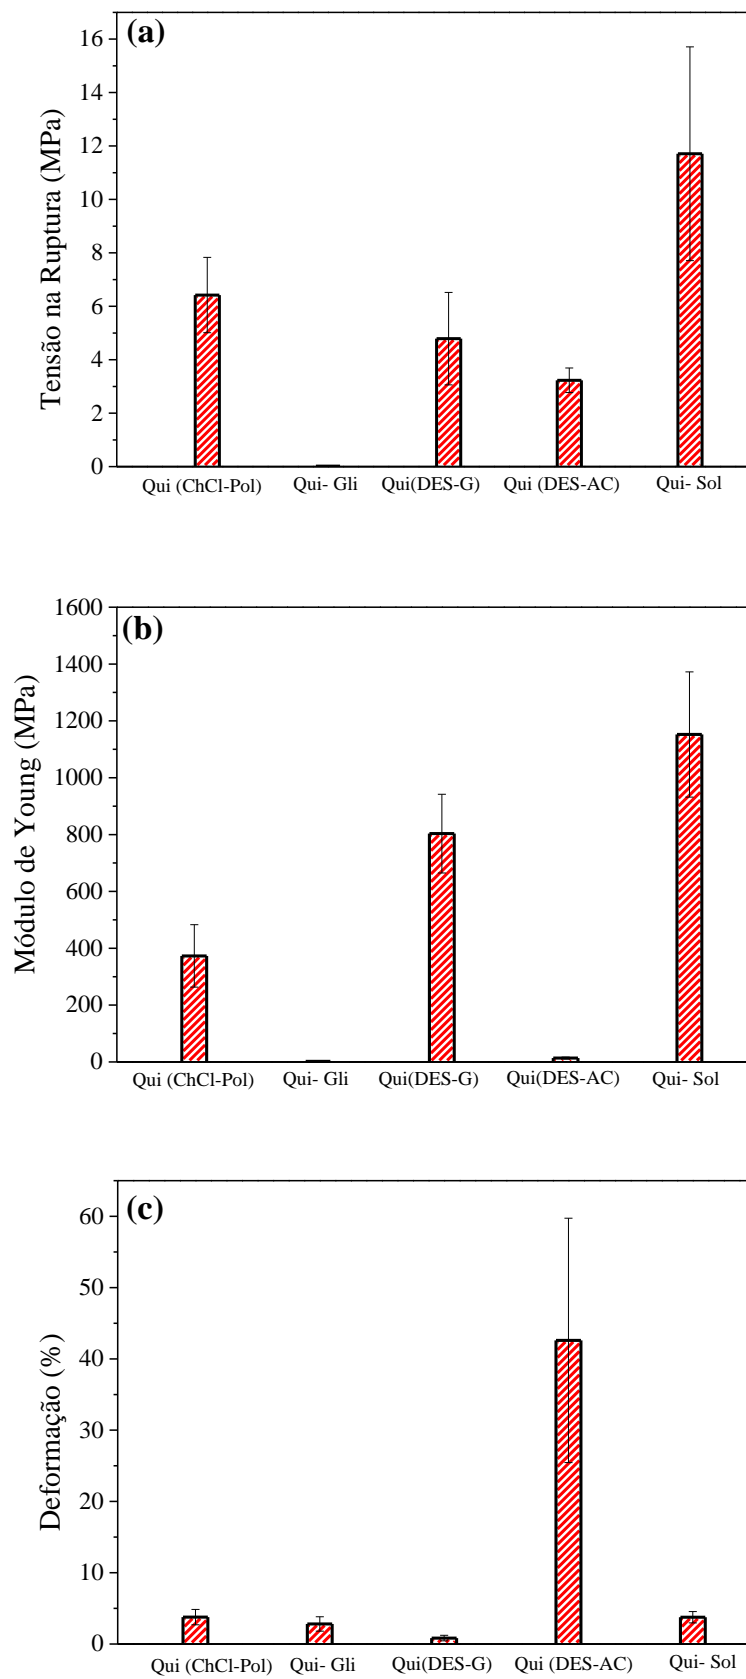 (a)
Tensão na Ruptura (MPa)
16
14
12
10
8
6
4
2
0
Qui (ChCl-Pol) Qui- Gli Qui(DES-G) Qui (DES-AC) Qui- Sol
(b)
Módulo de Young (MPa)
1600
1400
1200
1000
800
600
400
200
0
Qui (ChCl-Pol) Qui- Gli Qui(DES-G) Qui(DES-AC) Qui- Sol
(c)
Deformação (%)
60
50
40
30
20
10
0
Qui (ChCl-Pol) Qui- Gli Qui(DES-G) Qui (DES-AC) Qui- Sol